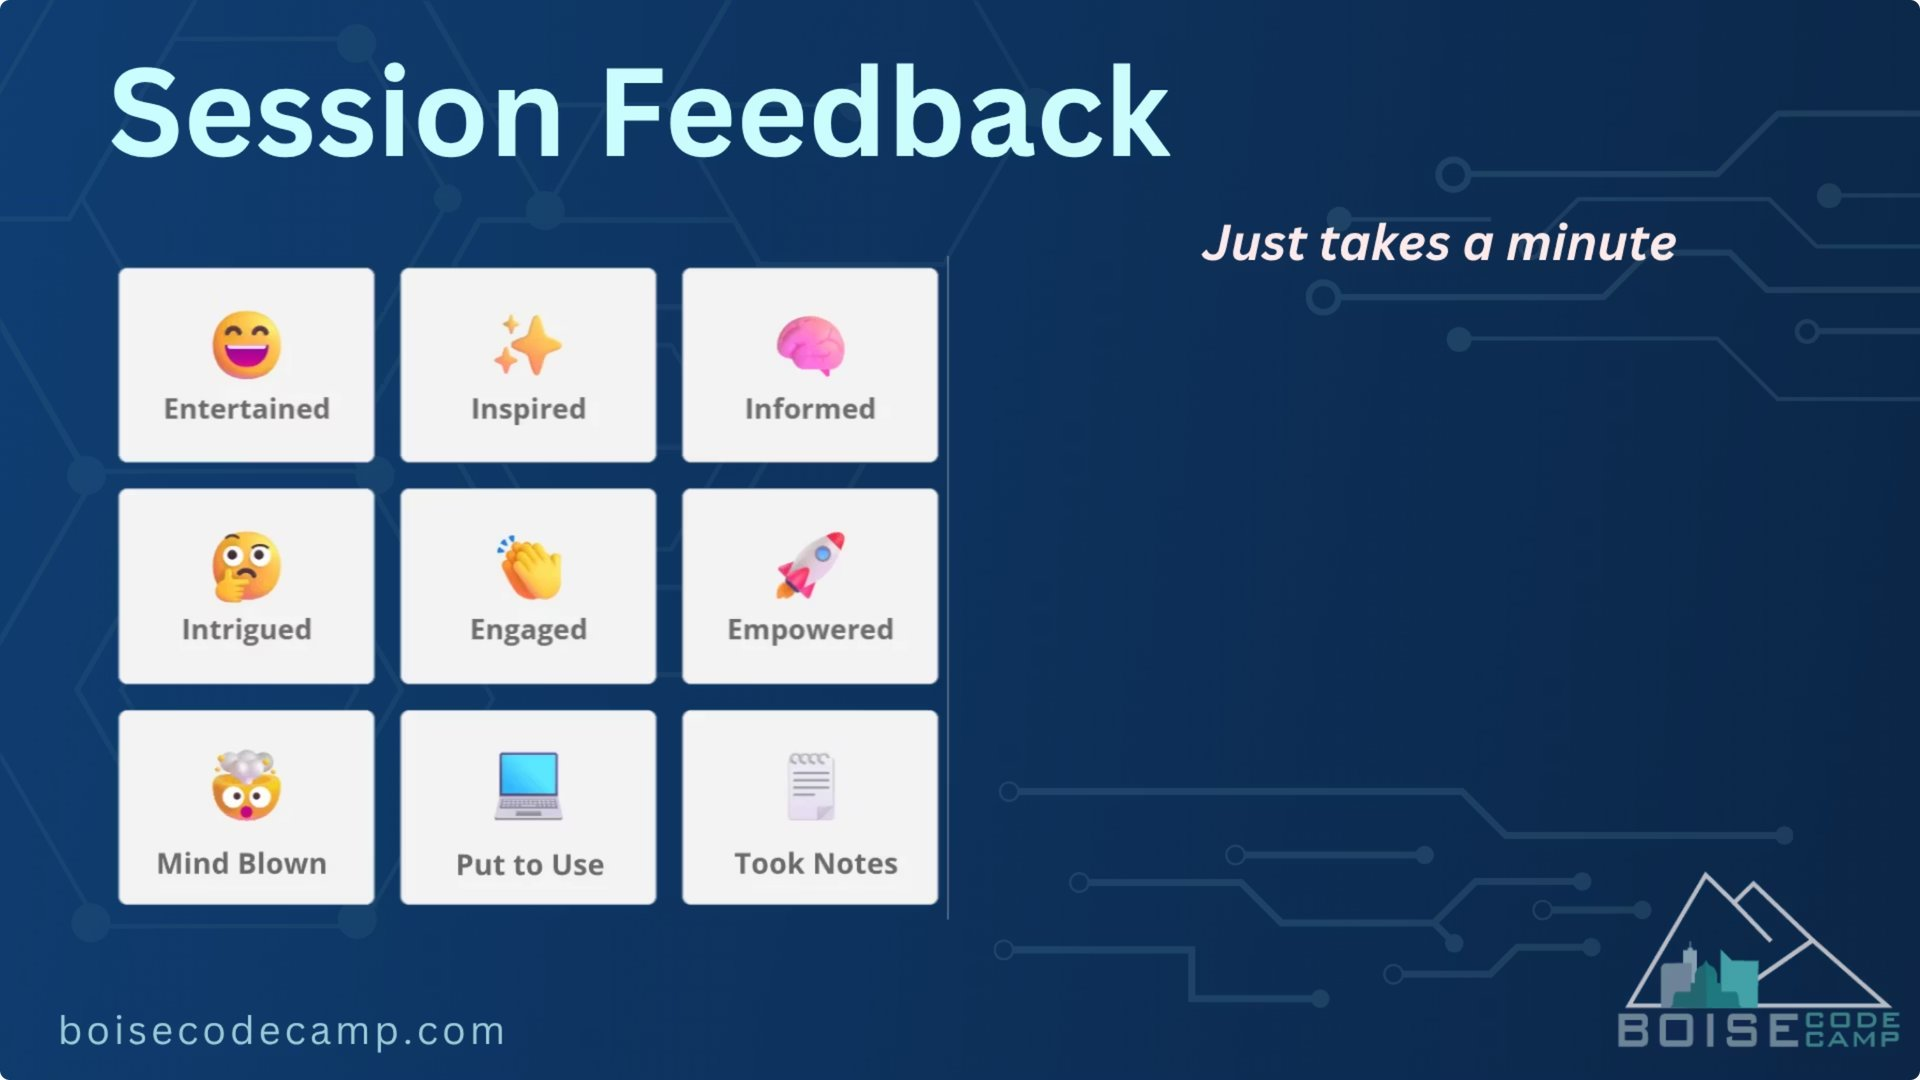 Session Feedback
Just takes a minute
Entertained
Inspired
Informed
Intrigued
Engaged
Empowered
Mind Blown
Put to Use
Took Notes
boisecodecamp.com
BOISE CODE CAMP